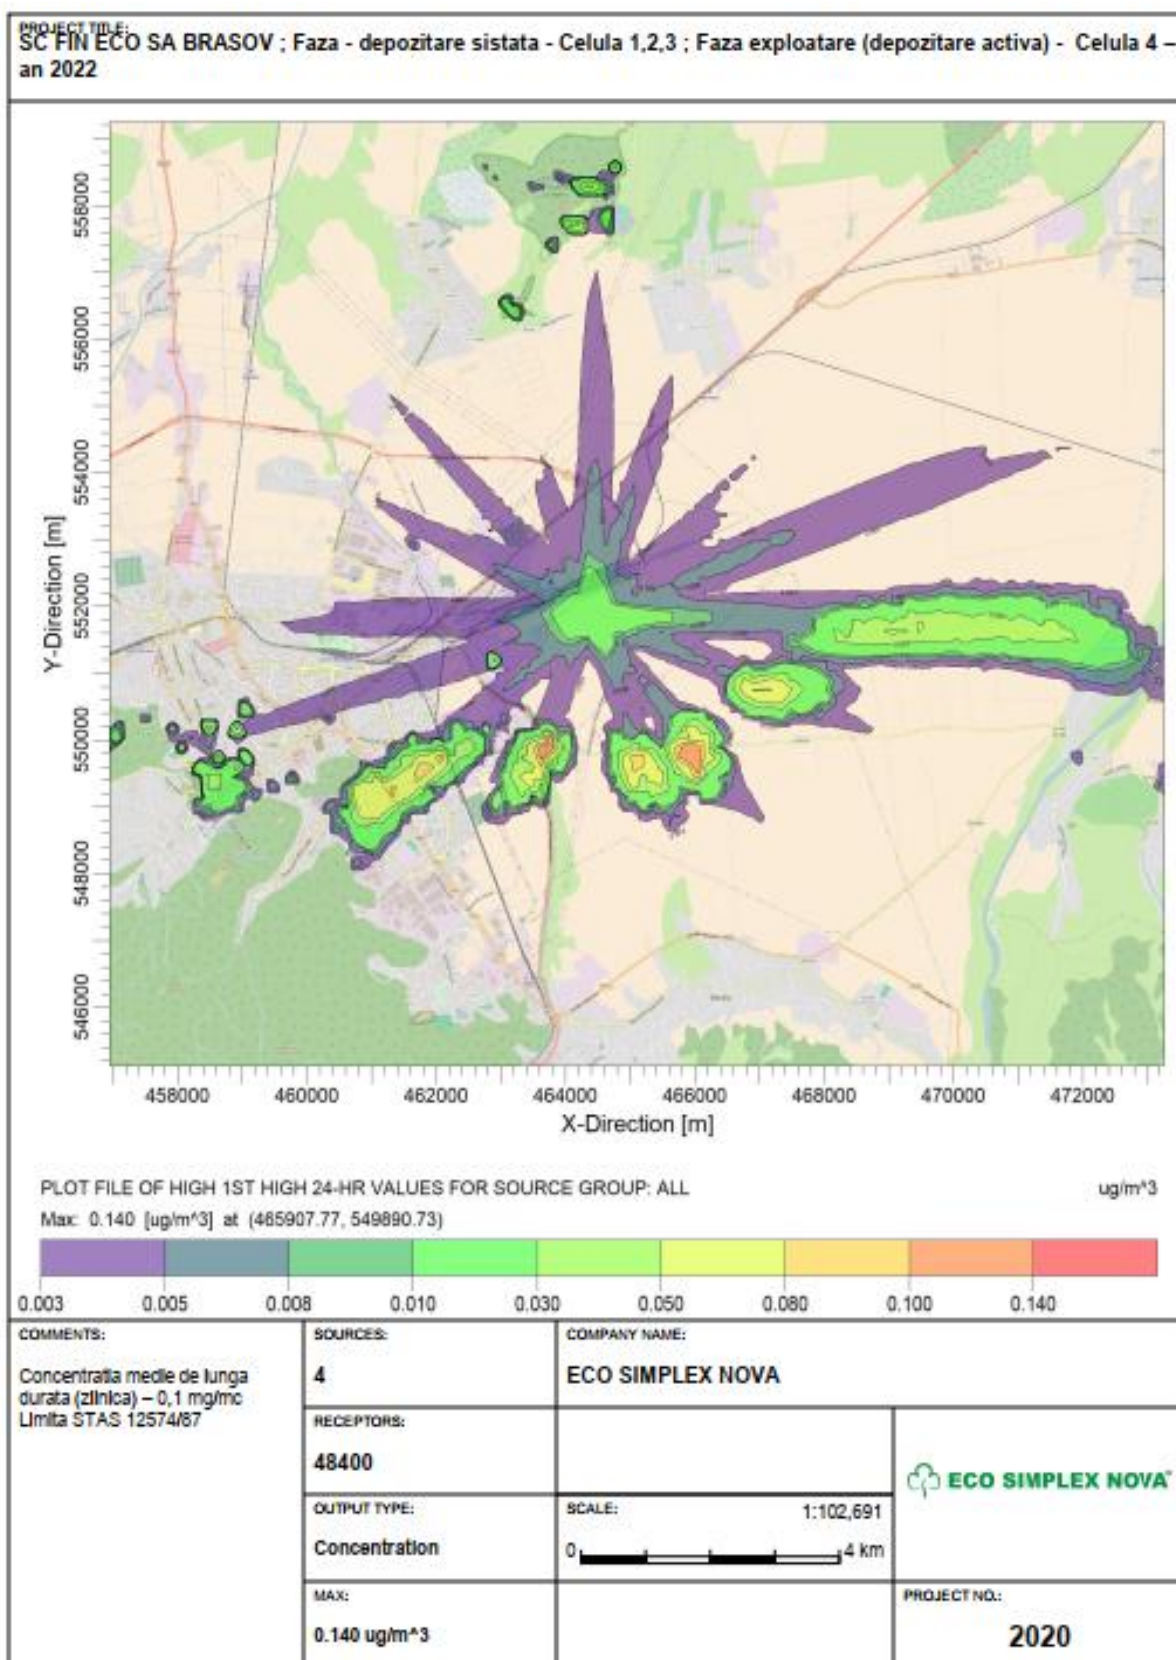 PROJECT TITLE:
SC FIN ECO SA BRASOV ; Faza - depozitare sistata - Celula 1,2,3 ; Faza exploatare (depozitare activa) - Celula 4 –
an 2022
558000
556000
554000
552000
550000
548000
546000
Y-Direction [m]
458000 460000 462000 464000 466000 468000 470000 472000
X-Direction [m]
PLOT FILE OF HIGH 1ST HIGH 24-HR VALUES FOR SOURCE GROUP: ALL ug/m^3
Max: 0.140 [ug/m^3] at (465907.77, 549890.73)
0.003 0.005 0.008 0.010 0.030 0.050 0.080 0.100 0.140
COMMENTS:
Concentratia medie de lunga
durata (zilnica) – 0,1 mg/mc
Limita STAS 12574/87
SOURCES:
4
COMPANY NAME:
ECO SIMPLEX NOVA
RECEPTORS:
48400
ECO SIMPLEX NOVA
OUTPUT TYPE:
Concentration
SCALE: 1:102,691
0 4 km
MAX:
0.140 ug/m^3
PROJECT NO.:
2020